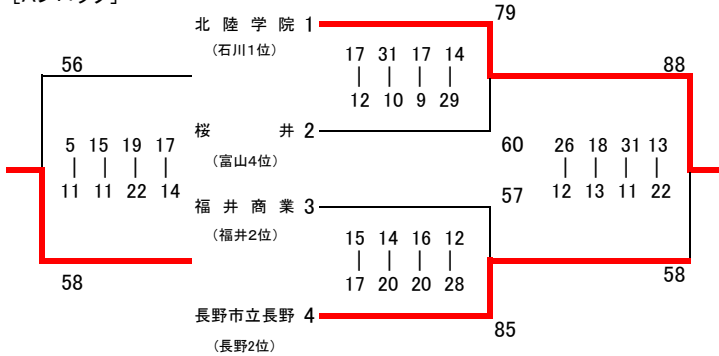 北陸学院 1
79
(石川1位)
17 31 17 14
| | | |
12 10 9 29
56
88
桜井 2
(富山4位)
60
5 15 19 17
| | | |
11 11 22 14
26 18 31 13
| | | |
12 13 11 22
57
福井商業 3
(福井2位)
15 14 16 12
| | | |
17 20 20 28
58
58
長野市立長野 4
85
(長野2位)